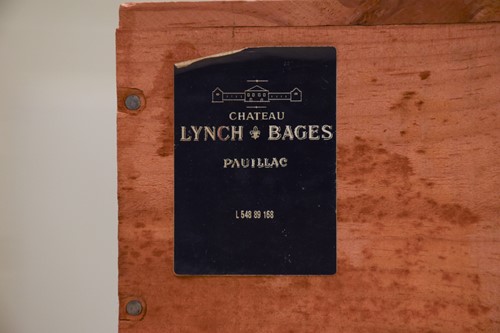 CHATEAU
LYNCH BAGES
PAUILLAC
L 548 89 168